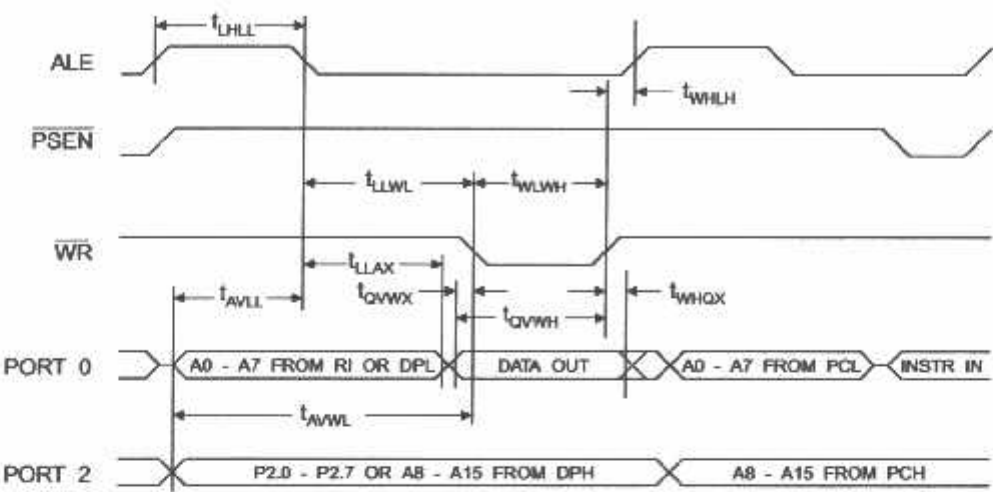 tLHLL
ALE
tWHLH
PSEN
tLLWL
tWLWH
WR
tLLAX
tAVLL
tQVWX
tWHQX
tQVWH
PORT 0
A0 - A7 FROM RI OR DPL
DATA OUT
A0 - A7 FROM PCL
INSTR IN
tAVWL
PORT 2
P2.0 - P2.7 OR A8 - A15 FROM DPH
A8 - A15 FROM PCH